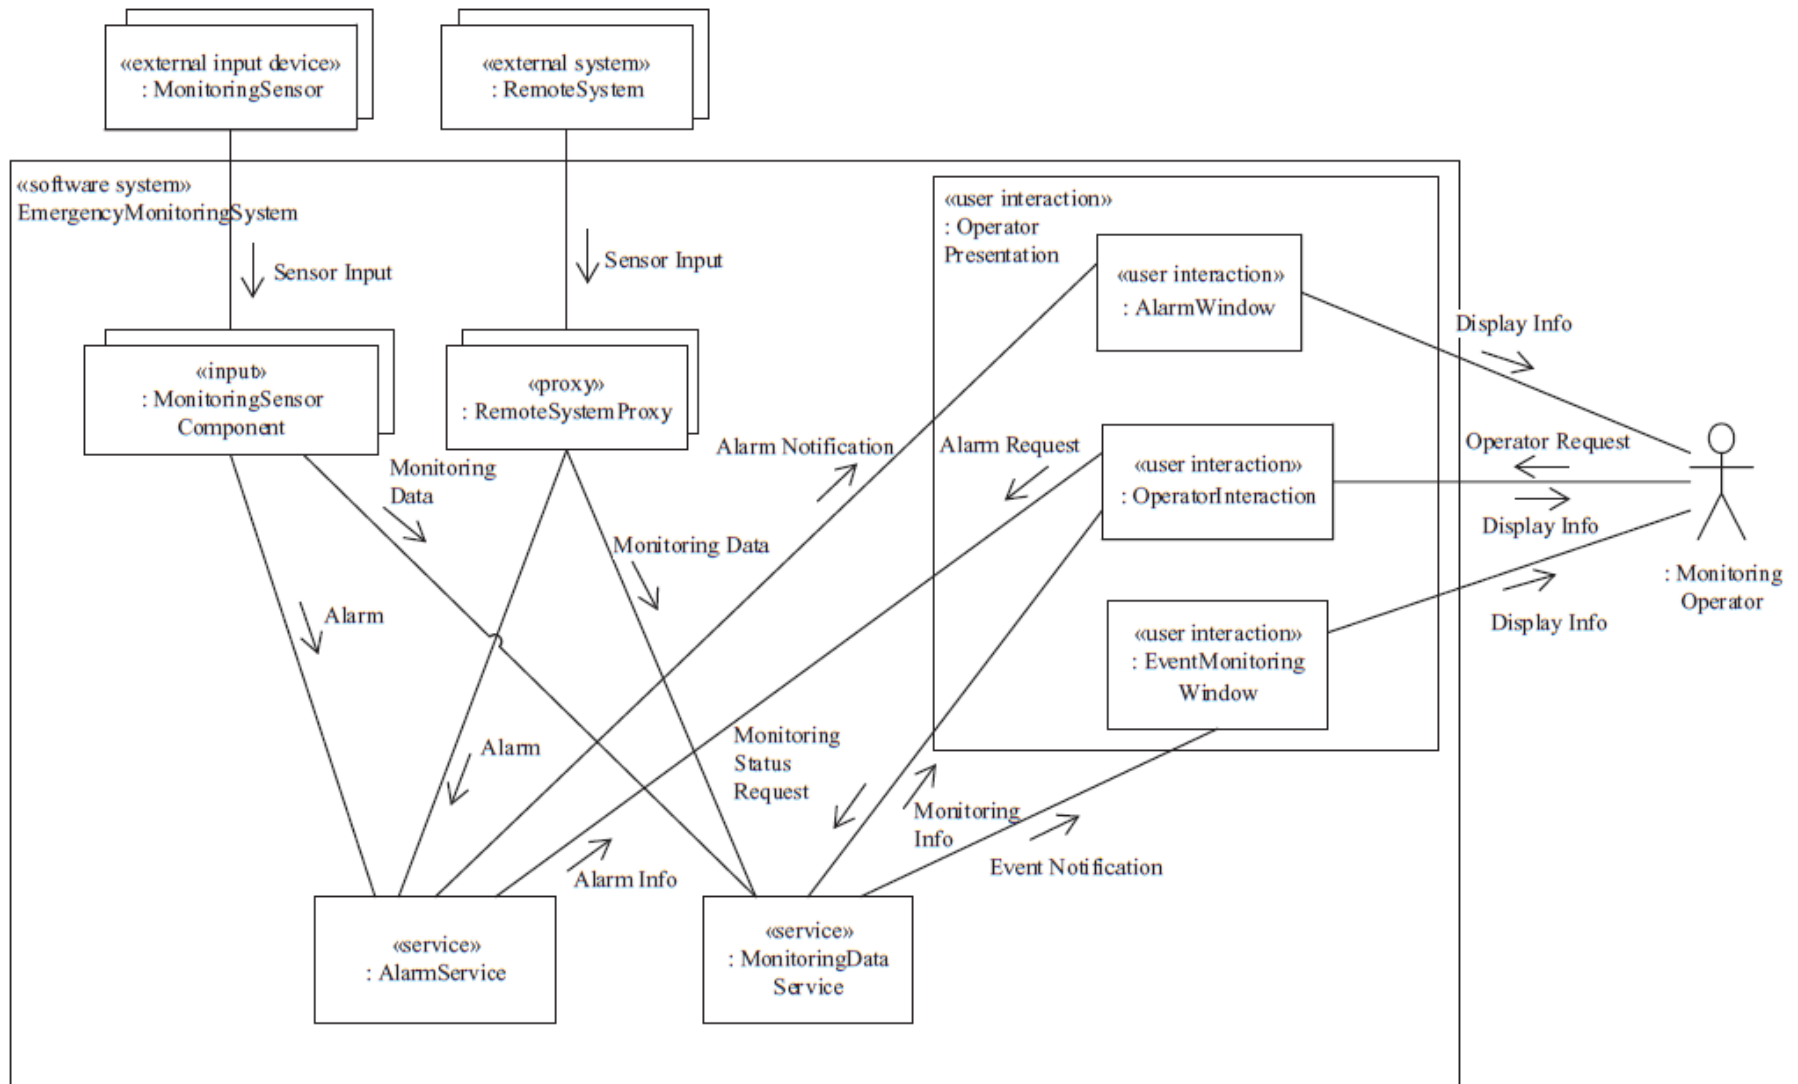 «external input device»
: MonitoringSensor
«external system»
: RemoteSystem
«software system»
EmergencyMonitoringSystem
Sensor Input
Sensor Input
«user interaction»
: Operator
Presentation
«user interaction»
: AlarmWindow
Display Info
«input»
: MonitoringSensor
Component
«proxy»
: RemoteSystemProxy
Monitoring
Data
Alarm Notification
Alarm Request
«user interaction»
: OperatorInteraction
Operator Request
Display Info
Monitoring Data
: Monitoring
Operator
Alarm
«user interaction»
: EventMonitoring
Window
Display Info
Alarm
Monitoring
Status
Request
Monitoring
Info
Alarm Info
Event Notification
«service»
: AlarmService
«service»
: MonitoringData
Service